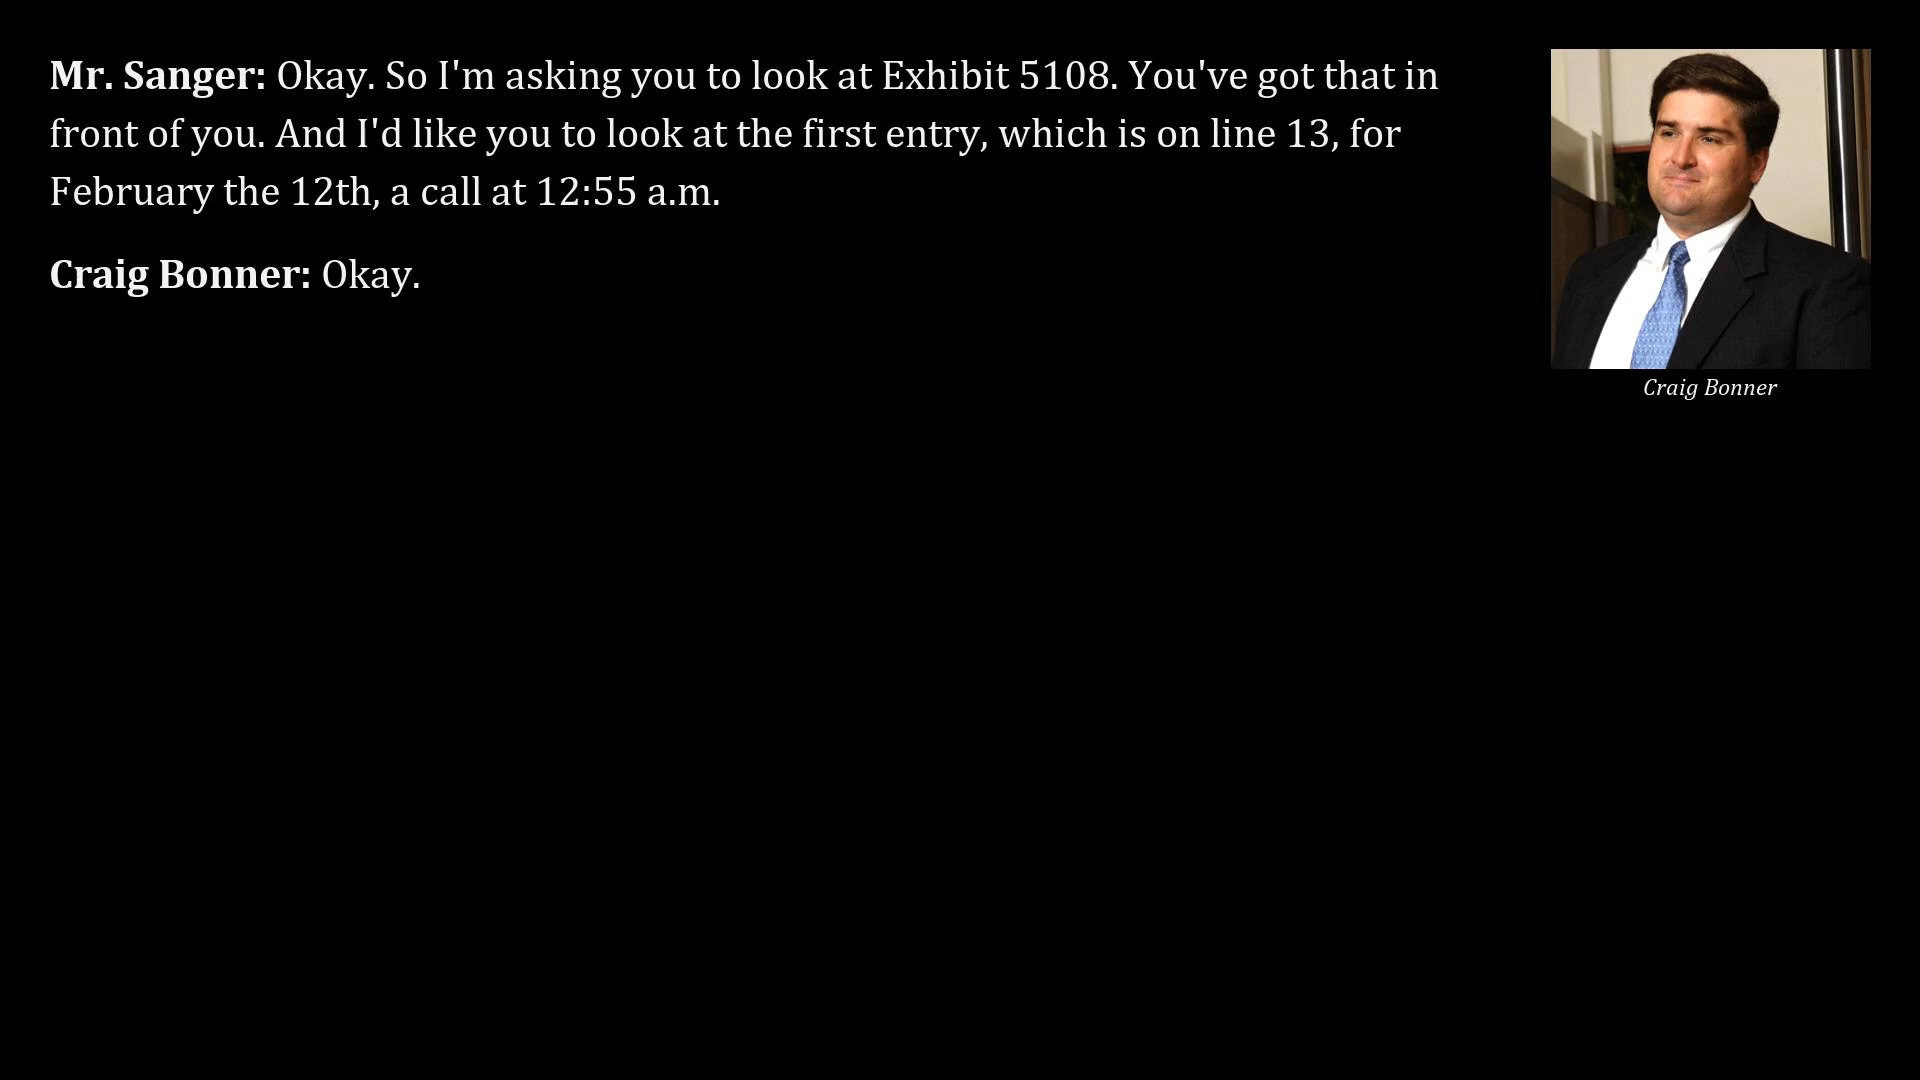 Mr. Sanger: Okay. So I'm asking you to look at Exhibit 5108. You've got that in
front of you. And I'd like you to look at the first entry, which is on line 13, for
February the 12th, a call at 12:55 a.m.
Craig Bonner: Okay.
Craig Bonner